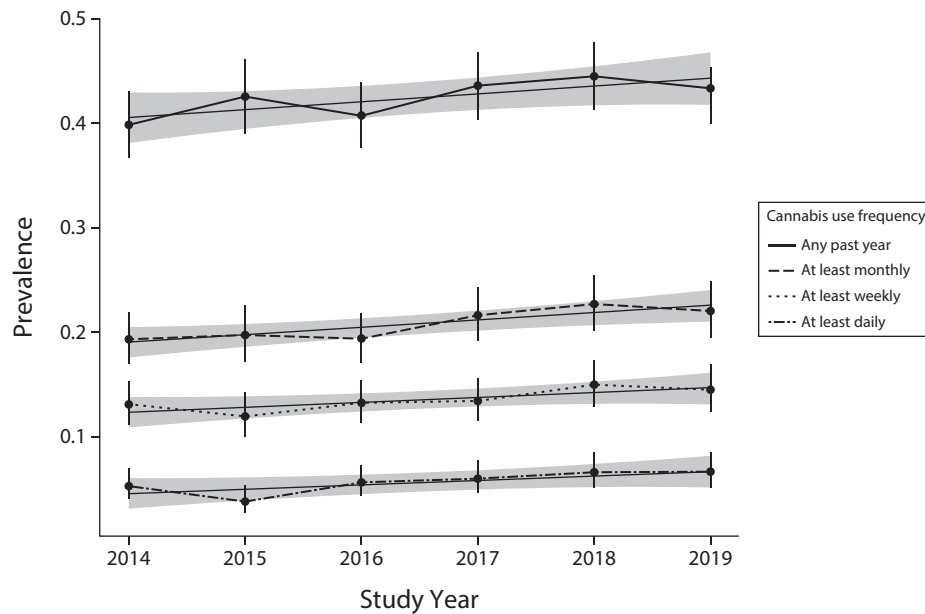 0.5
0.4
0.3
0.2
0.1
Prevalence
2014 2015 2016 2017 2018 2019
Study Year
Cannabis use frequency
Any past year
At least monthly
At least weekly
At least daily